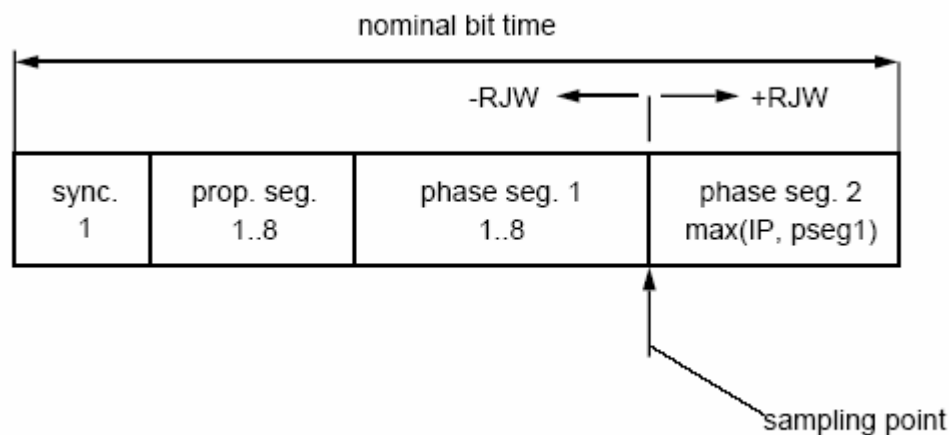 nominal bit time
-RJW
+RJW
sync.
1
prop. seg.
1..8
phase seg. 1
1..8
phase seg. 2
max(IP, pseg1)
sampling point